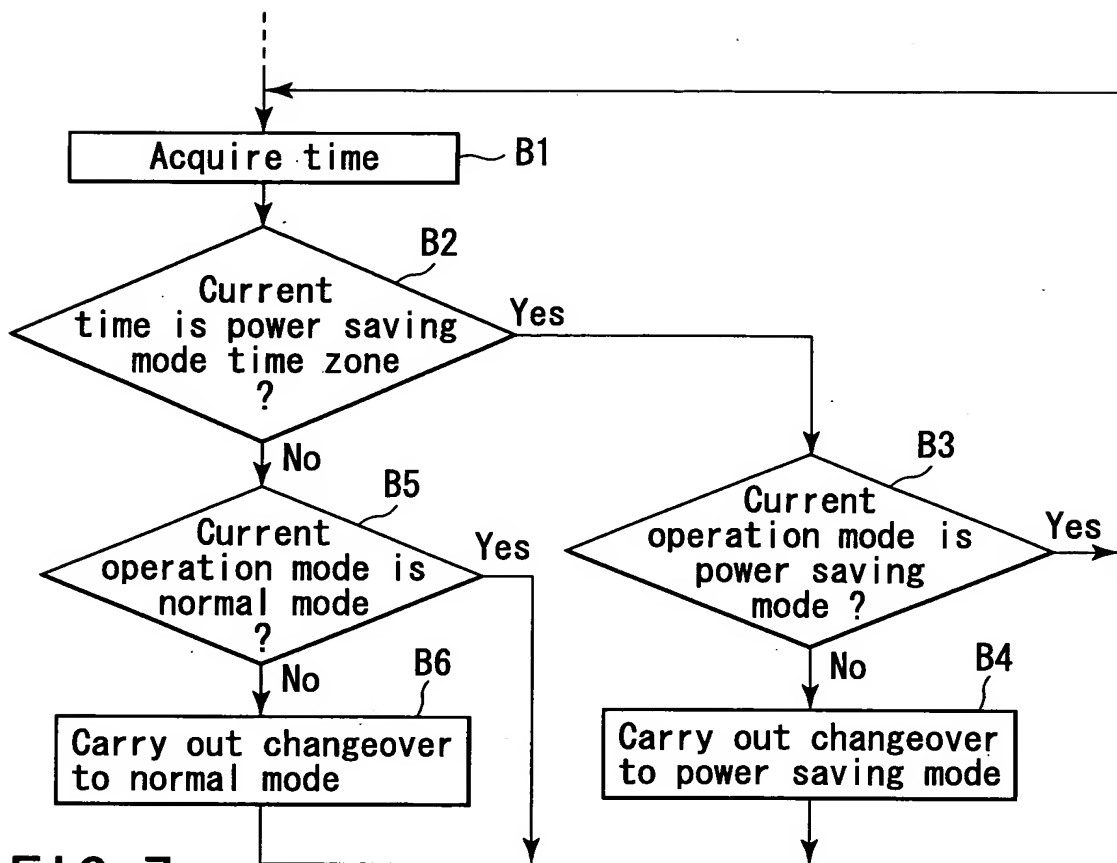 Acquire time
B1
B2
Current
time is power saving
mode time zone
?
Yes
No
B3
Current
operation mode is
power saving
mode ?
Yes
B5
Current
operation mode is
normal mode
?
Yes
No
No
B6
Carry out changeover
to normal mode
B4
Carry out changeover
to power saving mode
FIG. 7